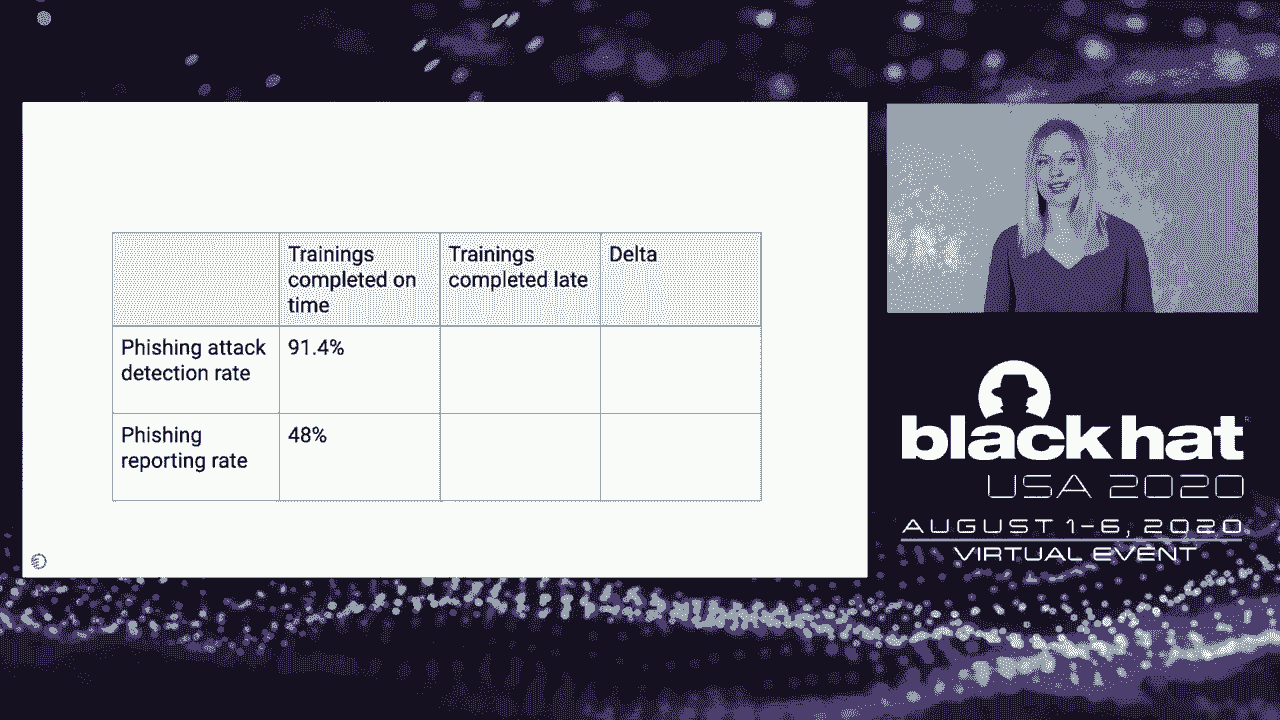 Trainings
completed on
time
Trainings
completed late
Delta
Phishing attack
detection rate
91.4%
Phishing
reporting rate
48%
black hat
USA 2020
AUGUST 1-6, 2020
VIRTUAL EVENT